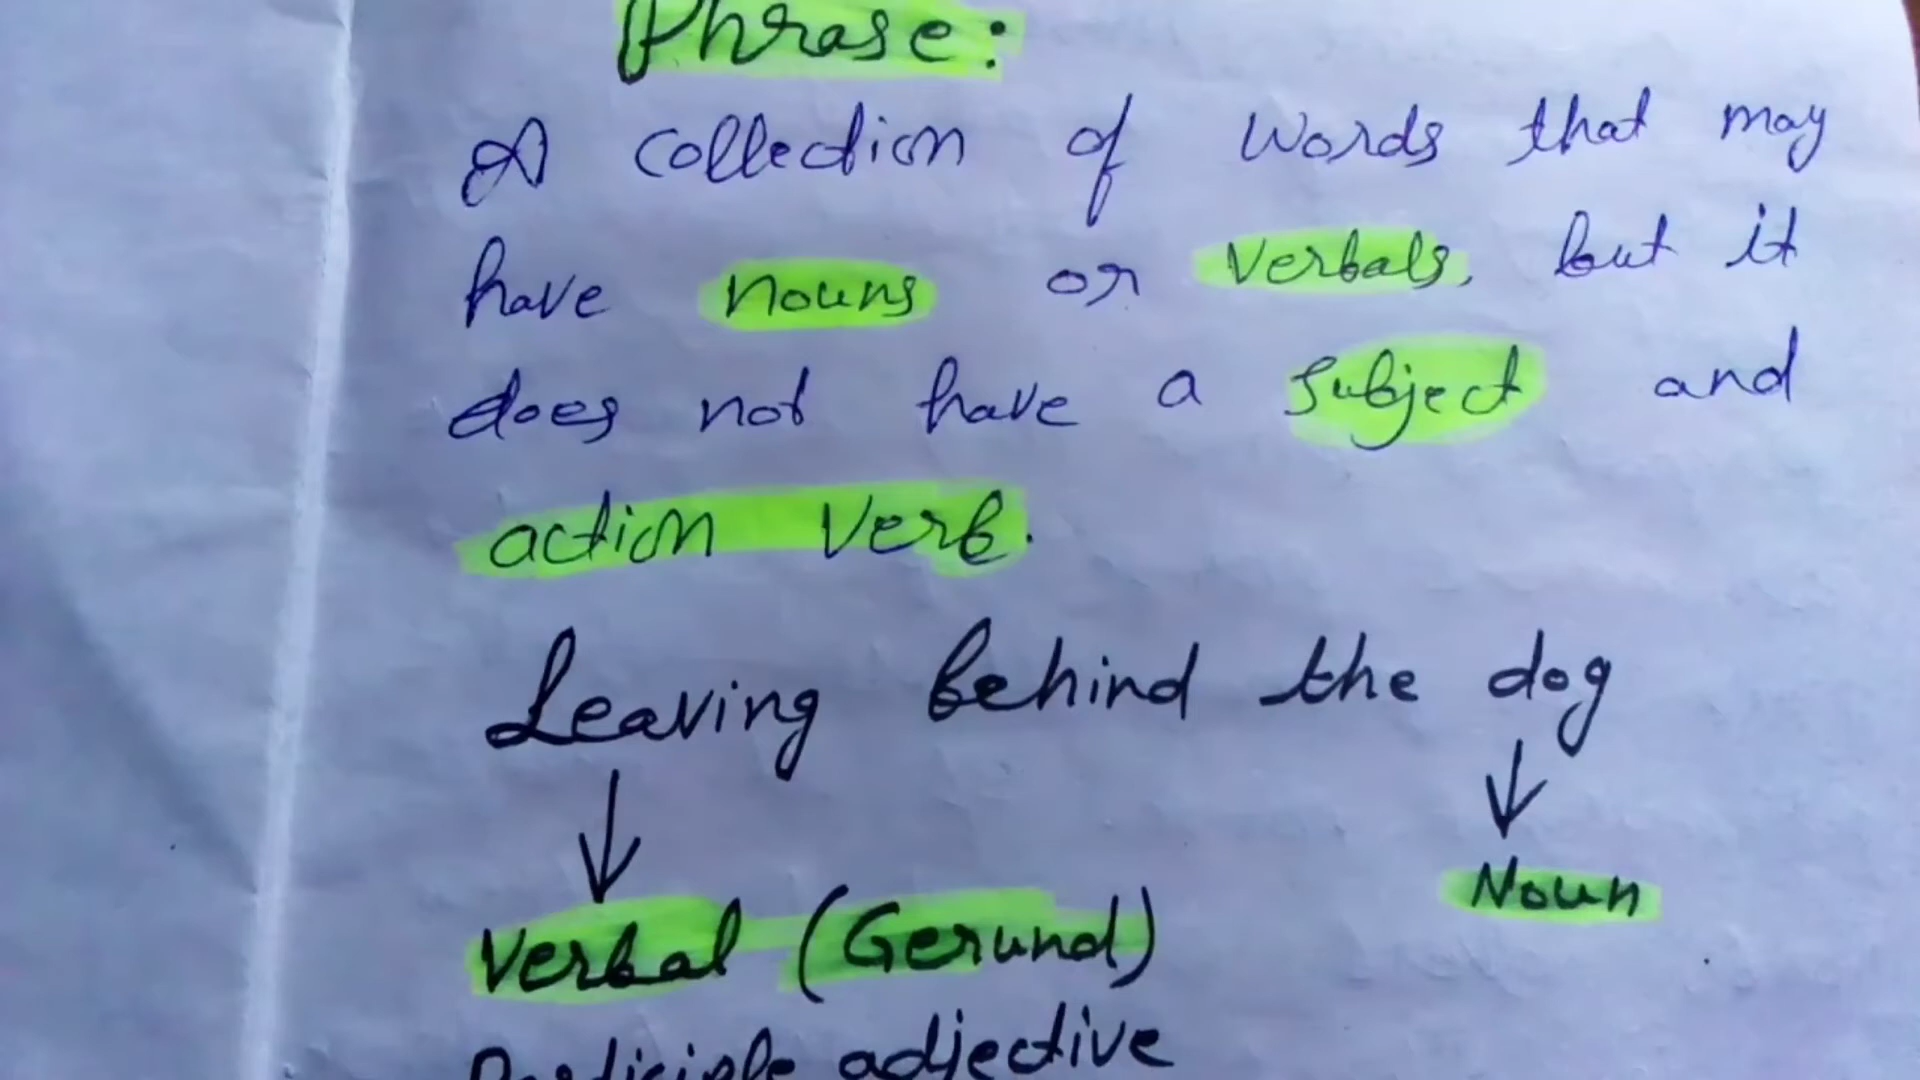 Phrase:
A collection of words that may
have nouns or verbals, but it
does not have a subject and
action verb.
Leaving behind the dog
Noun
Verbal (Gerund)
Participle adjective